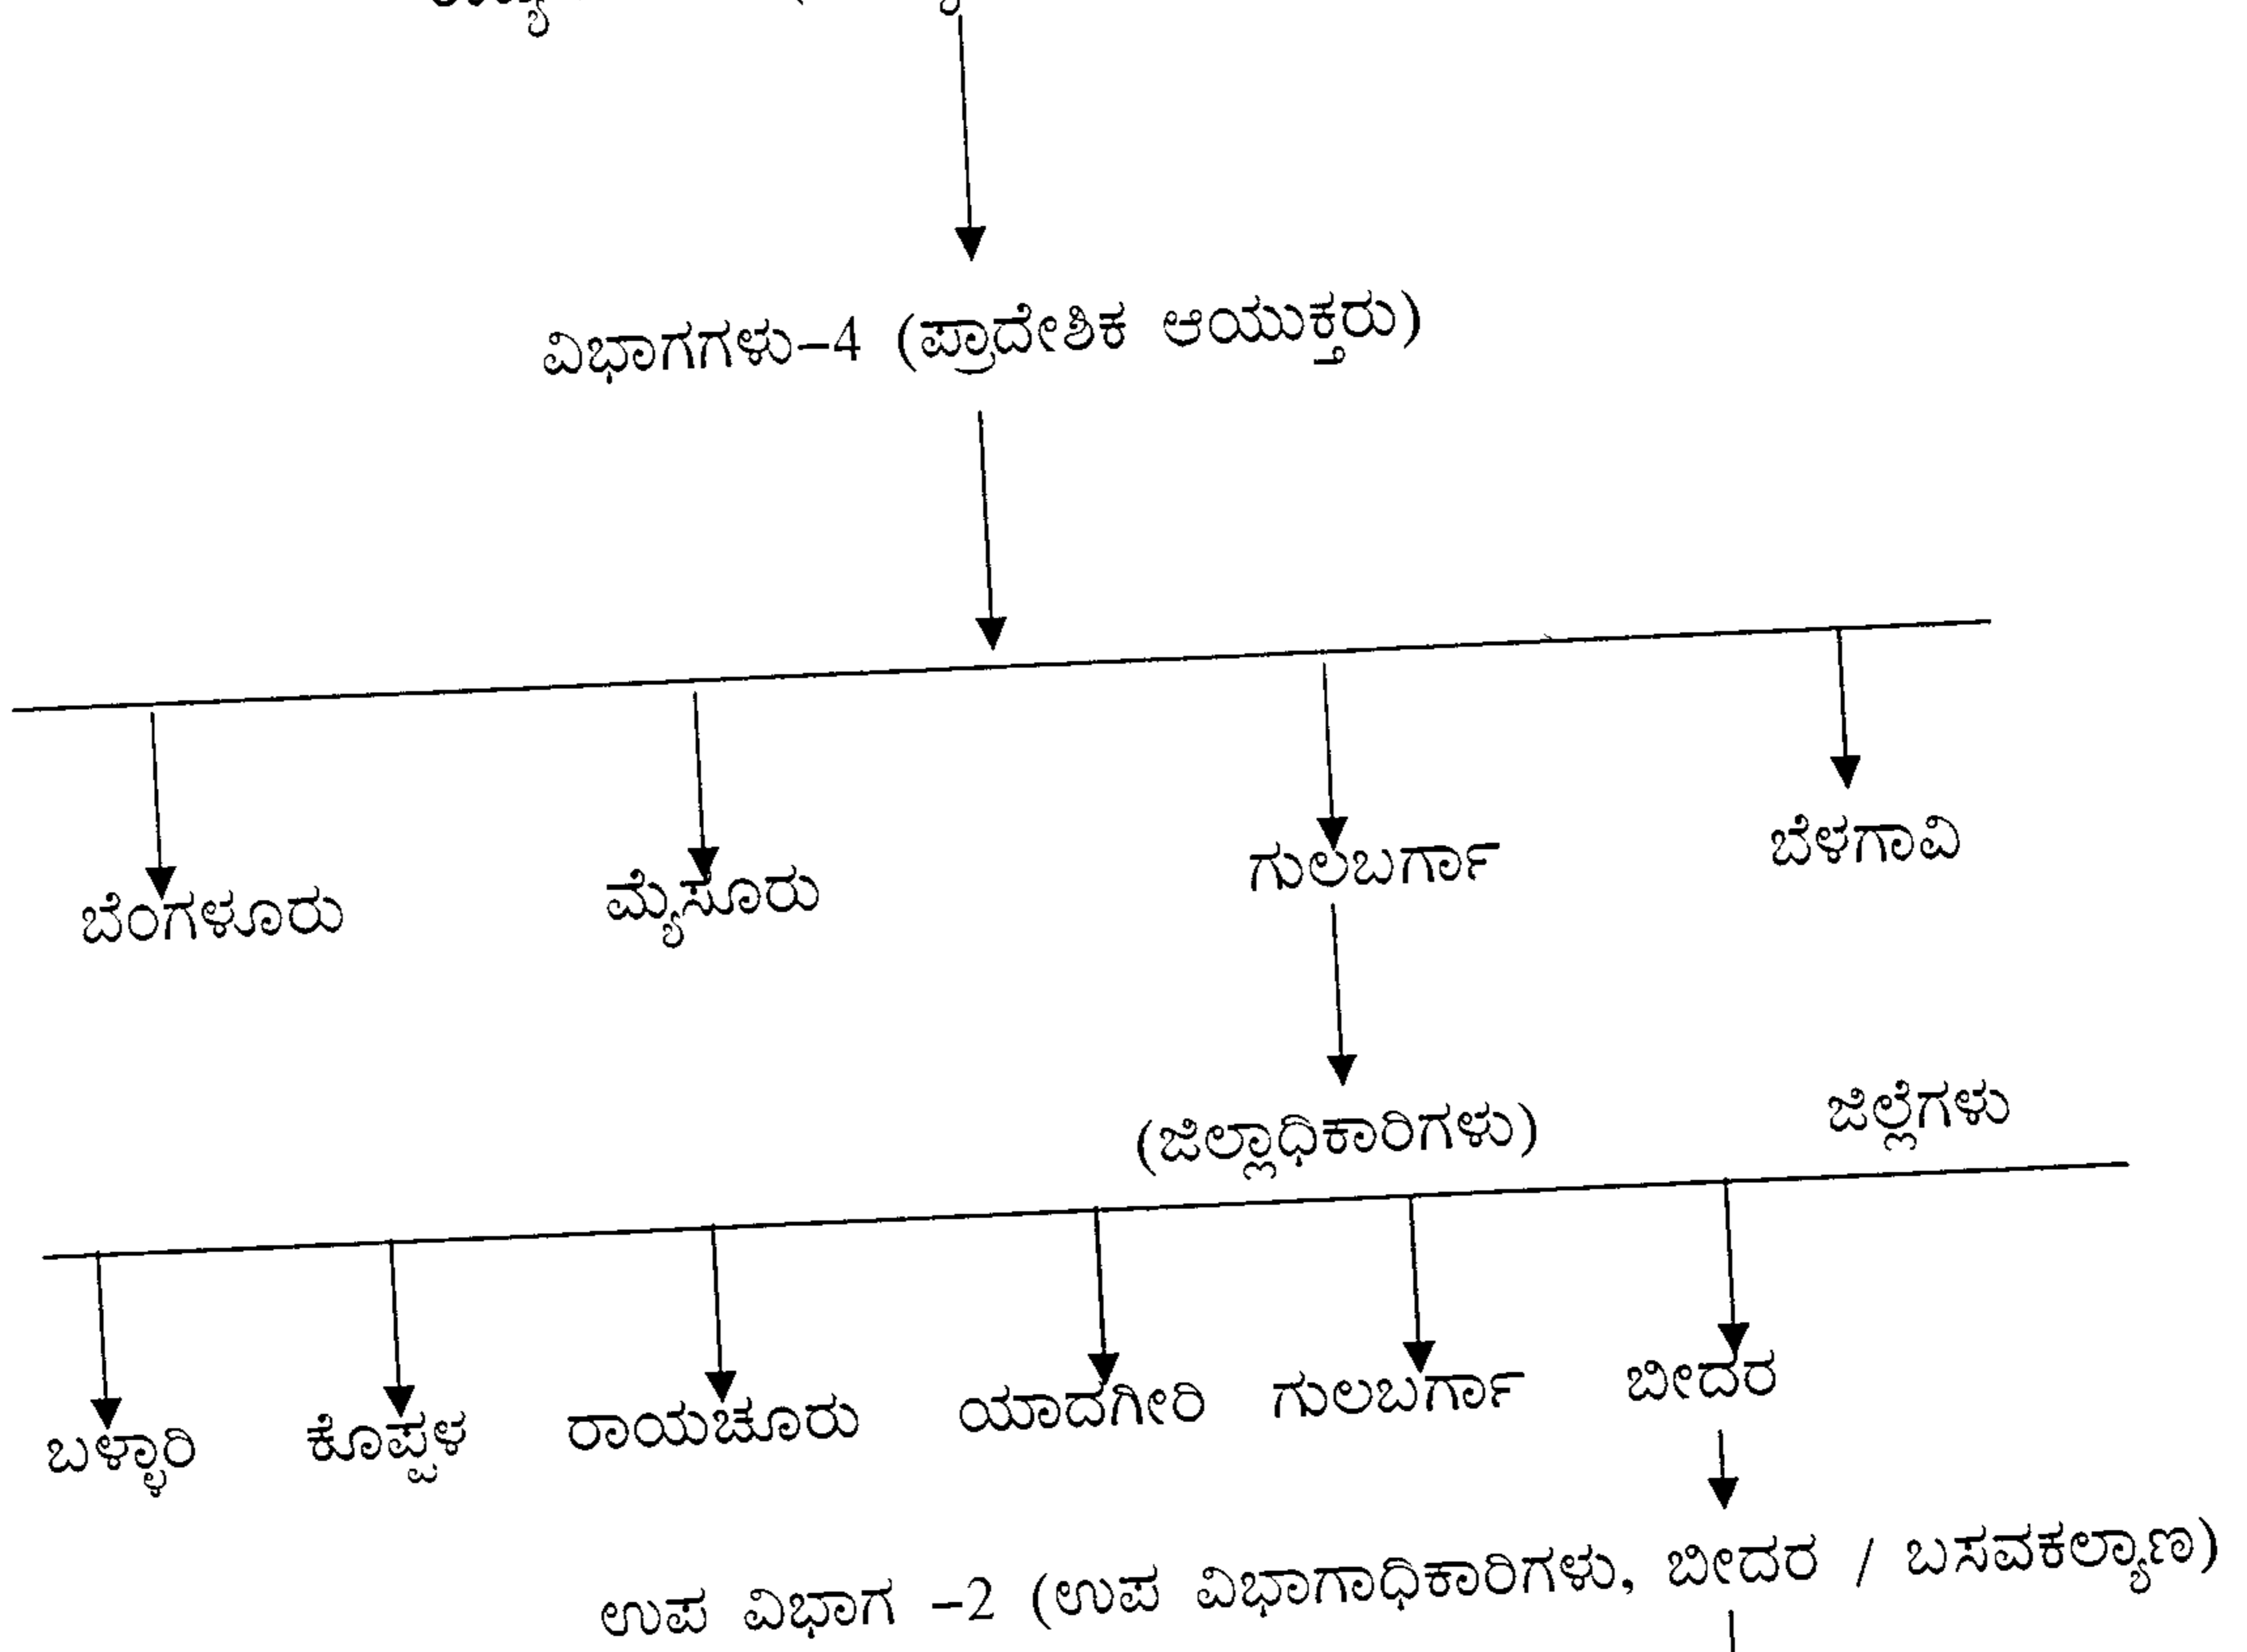 ವಿಭಾಗಗಳು–4 (ಪ್ರಾದೇಶಿಕ ಆಯುಕ್ತರು)
ಬೆಂಗಳೂರು ಮೈಸೂರು ಗುಲಬರ್ಗಾ ಬೆಳಗಾವಿ
(ಜಿಲ್ಲಾಧಿಕಾರಿಗಳು) ಜಿಲ್ಲೆಗಳು
ಬಳ್ಳಾರಿ ಕೊಪ್ಪಳ ರಾಯಚೂರು ಯಾದಗೀರಿ ಗುಲಬರ್ಗಾ ಬೀದರ
ಉಪ ವಿಭಾಗ –2 (ಉಪ ವಿಭಾಗಾಧಿಕಾರಿಗಳು, ಬೀದರ / ಬಸವಕಲ್ಯಾಣ)